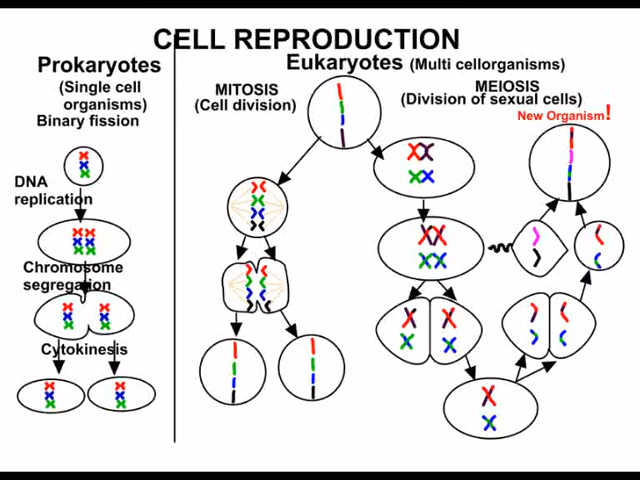 CELL REPRODUCTION
Prokaryotes
(Single cell
organisms)
Binary fission
DNA
replication
Chromosome
segregation
Cytokinesis
Eukaryotes (Multi cellorganisms)
MITOSIS
(Cell division)
MEIOSIS
(Division of sexual cells)
New Organism!